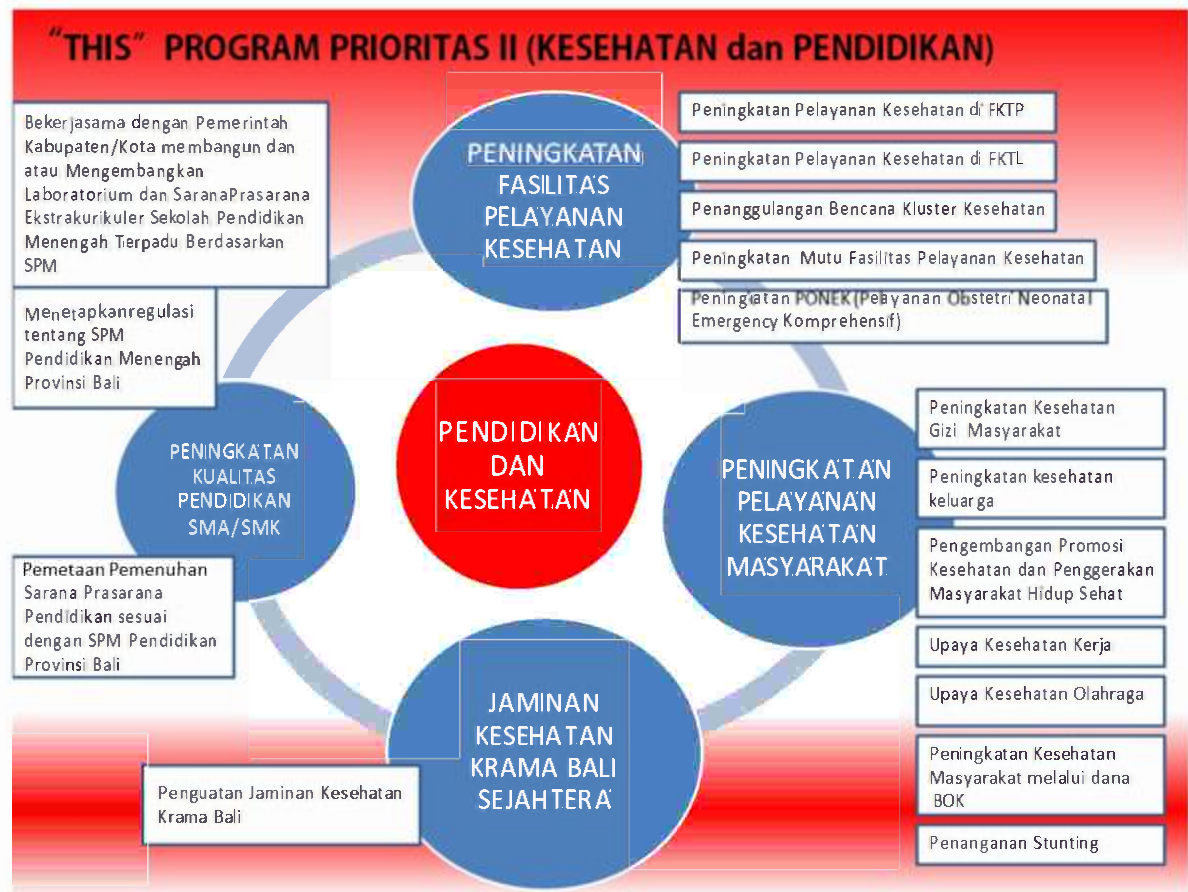 “THIS” PROGRAM PRIORITAS II (KESEHATAN dan PENDIDIKAN)
Bekerjasama dengan Pemerintah
Kabupaten/Kota membangun dan
atau Mengembangkan
Laboratorium dan SaranaPrasarana
Ekstrakurikuler Sekolah Pendidikan
Menengah Terpadu Berdasarkan
SPM
Menetapkanregulasi
tentang SPM
Pendidikan Menengah
Provinsi Bali
PENINGKATAN
KUALITAS
PENDIDIKAN
SMA/SMK
Pemetaan Pemenuhan
Sarana Prasarana
Pendidikan sesuai
dengan SPM Pendidikan
Provinsi Bali
PENINGKATAN
FASILITAS
PELAYANAN
KESEHATAN
Peningkatan Pelayanan Kesehatan di FKTP
Peningkatan Pelayanan Kesehatan di FKTL
Penanggulangan Bencana Kluster Kesehatan
Peningkatan Mutu Fasilitas Pelayanan Kesehatan
Peningkatan PONEK (Pelayanan Obstetri Neonatal
Emergency Komprehensif)
PENDIDIKAN
DAN
KESEHATAN
PENINGKATAN
PELAYANAN
KESEHATAN
MASYARAKAT
Peningkatan Kesehatan
Gizi Masyarakat
Peningkatan kesehatan
keluarga
Pengembangan Promosi
Kesehatan dan Penggerakan
Masyarakat Hidup Sehat
Upaya Kesehatan Kerja
Upaya Kesehatan Olahraga
Peningkatan Kesehatan
Masyarakat melalui dana
BOK
Penanganan Stunting
JAMINAN
KESEHATAN
KRAMA BALI
SEJAHTERA
Penguatan Jaminan Kesehatan
Krama Bali